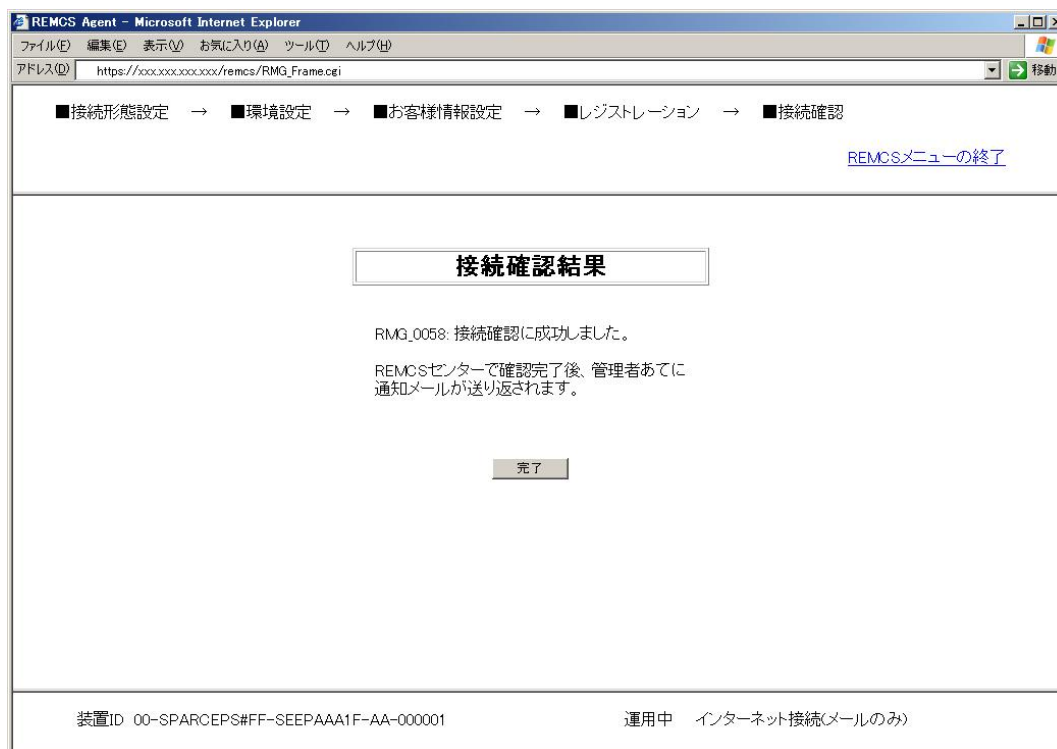 REMCS Agent - Microsoft Internet Explorer
ファイル(F) 編集(E) 表示(V) お気に入り(A) ツール(T) ヘルプ(H)
アドレス(D) https://xxx.xxx.xxx.xxx/remcs/RMG_Frame.cgi 移動
■接続形態設定 → ■環境設定 → ■お客様情報設定 → ■レジストレーション → ■接続確認
REMCSメニューの終了
接続確認結果
RMG_0058: 接続確認に成功しました。
REMCSセンターで確認完了後、管理者あてに
通知メールが送り返されます。
完了
装置ID 00-SPARCEPS#FF-SEEPAAA1F-AA-000001 運用中 インターネット接続(メールのみ)